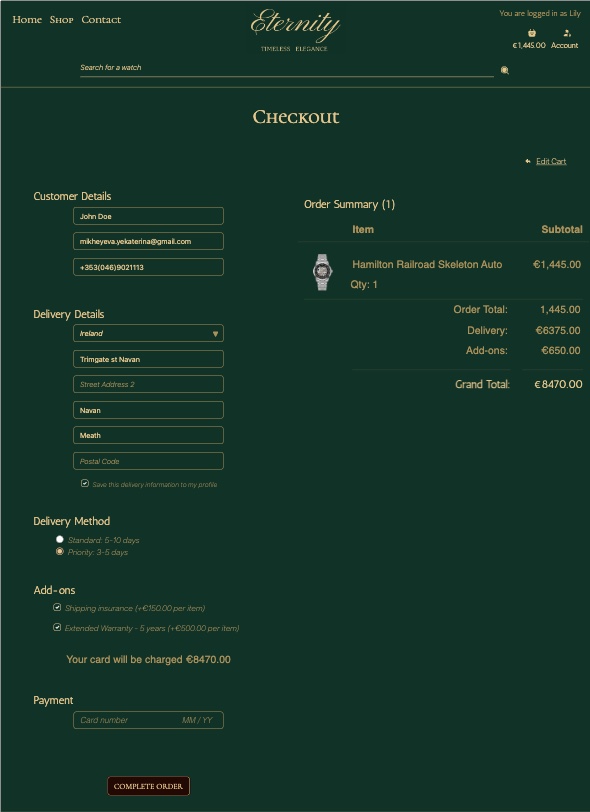 Home Shop Contact
Eternity
TIMELESS ELEGANCE
You are logged in as Lily
€1,445.00 Account
Search for a watch
Checkout
Edit Cart
Customer Details
John Doe
mikheyeva.yekaterina@gmail.com
+353(046)9021113
Delivery Details
Ireland
Trimgate st Navan
Street Address 2
Navan
Meath
Postal Code
Save this delivery information to my profile
Delivery Method
Standard: 5-10 days
Priority: 3-5 days
Add-ons
Shipping insurance (+€150.00 per item)
Extended Warranty - 5 years (+€500.00 per item)
Your card will be charged €8470.00
Payment
Card number MM / YY
COMPLETE ORDER
Order Summary (1)
Item Subtotal
Hamilton Railroad Skeleton Auto €1,445.00
Qty: 1
Order Total: 1,445.00
Delivery: €6375.00
Add-ons: €650.00
Grand Total: €8470.00